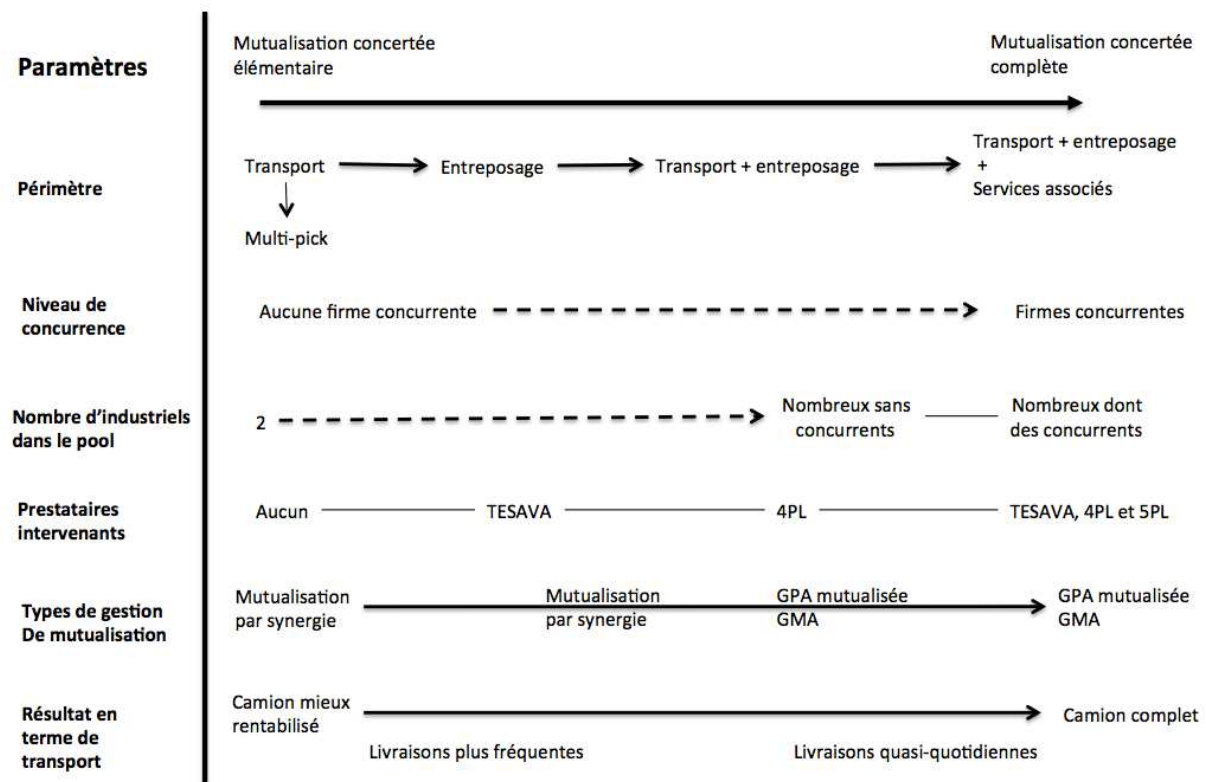 Paramètres
Mutualisation concertée
élémentaire
Mutualisation concertée
complète
Périmètre
Transport
Entreposage
Transport + entreposage
Transport + entreposage
+
Services associés
Multi-pick
Niveau de
concurrence
Aucune firme concurrente
Firmes concurrentes
Nombre d'industriels
dans le pool
2
Nombreux sans
concurrents
Nombreux dont
des concurrents
Prestataires
intervenants
Aucun
TESAVA
4PL
TESAVA, 4PL et 5PL
Types de gestion
De mutualisation
Mutualisation
par synergie
Mutualisation
par synergie
GPA mutualisée
GMA
GPA mutualisée
GMA
Résultat en
terme de
transport
Camion mieux
rentabilisé
Camion complet
Livraisons plus fréquentes
Livraisons quasi-quotidiennes